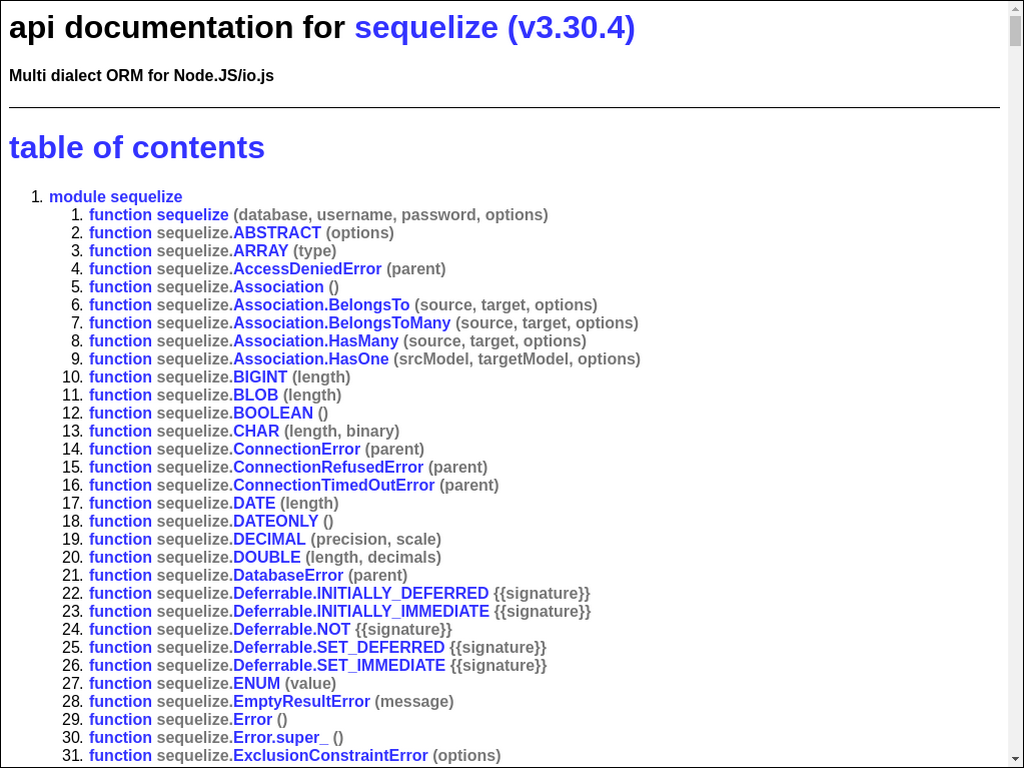 api documentation for sequelize (v3.30.4)
Multi dialect ORM for Node.JS/io.js
table of contents
1. module sequelize
1. function sequelize (database, username, password, options)
2. function sequelize.ABSTRACT (options)
3. function sequelize.ARRAY (type)
4. function sequelize.AccessDeniedError (parent)
5. function sequelize.Association ()
6. function sequelize.Association.BelongsTo (source, target, options)
7. function sequelize.Association.BelongsToMany (source, target, options)
8. function sequelize.Association.HasMany (source, target, options)
9. function sequelize.Association.HasOne (srcModel, targetModel, options)
10. function sequelize.BIGINT (length)
11. function sequelize.BLOB (length)
12. function sequelize.BOOLEAN ()
13. function sequelize.CHAR (length, binary)
14. function sequelize.ConnectionError (parent)
15. function sequelize.ConnectionRefusedError (parent)
16. function sequelize.ConnectionTimedOutError (parent)
17. function sequelize.DATE (length)
18. function sequelize.DATEONLY ()
19. function sequelize.DECIMAL (precision, scale)
20. function sequelize.DOUBLE (length, decimals)
21. function sequelize.DatabaseError (parent)
22. function sequelize.Deferrable.INITIALLY_DEFERRED {{signature}}
23. function sequelize.Deferrable.INITIALLY_IMMEDIATE {{signature}}
24. function sequelize.Deferrable.NOT {{signature}}
25. function sequelize.Deferrable.SET_DEFERRED {{signature}}
26. function sequelize.Deferrable.SET_IMMEDIATE {{signature}}
27. function sequelize.ENUM (value)
28. function sequelize.EmptyResultError (message)
29. function sequelize.Error ()
30. function sequelize.Error.super_ ()
31. function sequelize.ExclusionConstraintError (options)